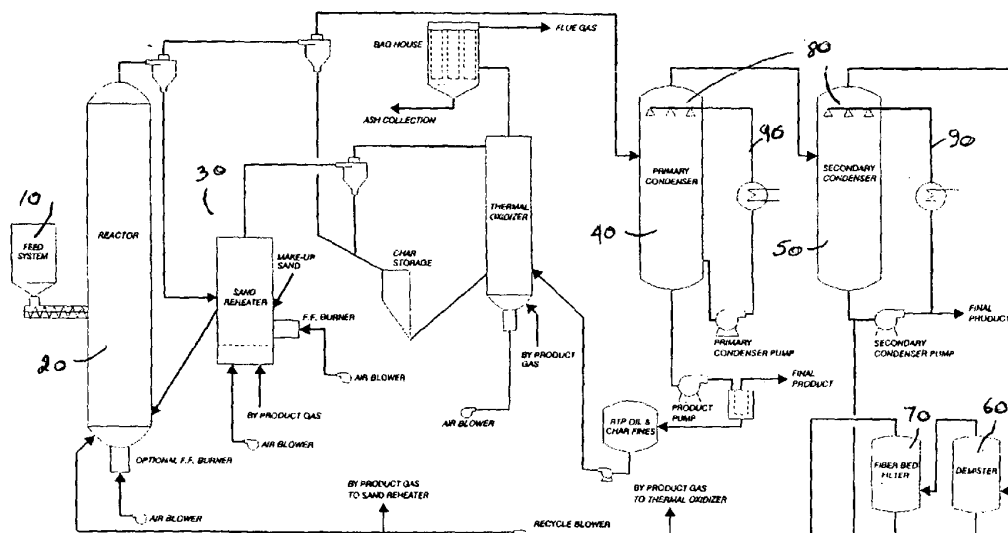 BAG HOUSE
FLUE GAS
ASH COLLECTION
80
10
30
90
90
FEED
SYSTEM
REACTOR
SAND
REHEATER
MAKE-UP
SAND
F.F. BURNER
CHAR
STORAGE
THERMAL
OXIDIZER
PRIMARY
CONDENSER
40
SECONDARY
CONDENSER
50
20
AIR BLOWER
BY PRODUCT GAS
AIR BLOWER
OPTIONAL F.F. BURNER
AIR BLOWER
BY PRODUCT
GAS
AIR BLOWER
PRIMARY
CONDENSER PUMP
FINAL
PRODUCT
SECONDARY
CONDENSER PUMP
FINAL
PRODUCT
PRODUCT
PUMP
RTP OIL &
CHAR FINES
70
60
FIBER BED
FILTER
DEMISTER
BY PRODUCT GAS
TO SAND REHEATER
BY PRODUCT GAS
TO THERMAL OXIDIZER
RECYCLE BLOWER